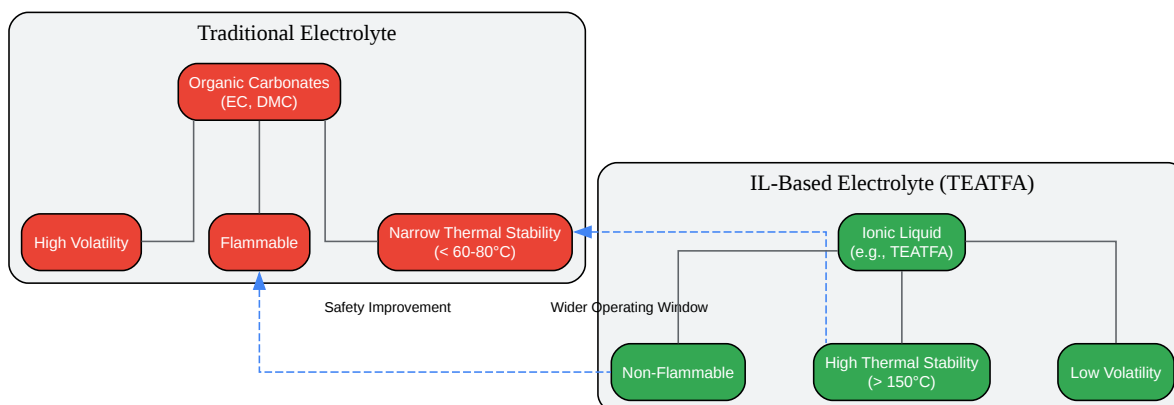 Traditional Electrolyte
Organic Carbonates
(EC, DMC)
High Volatility
Flammable
Narrow Thermal Stability
(< 60-80°C)
IL-Based Electrolyte (TEATFA)
Ionic Liquid
(e.g., TEATFA)
Safety Improvement
Wider Operating Window
Non-Flammable
High Thermal Stability
(> 150°C)
Low Volatility